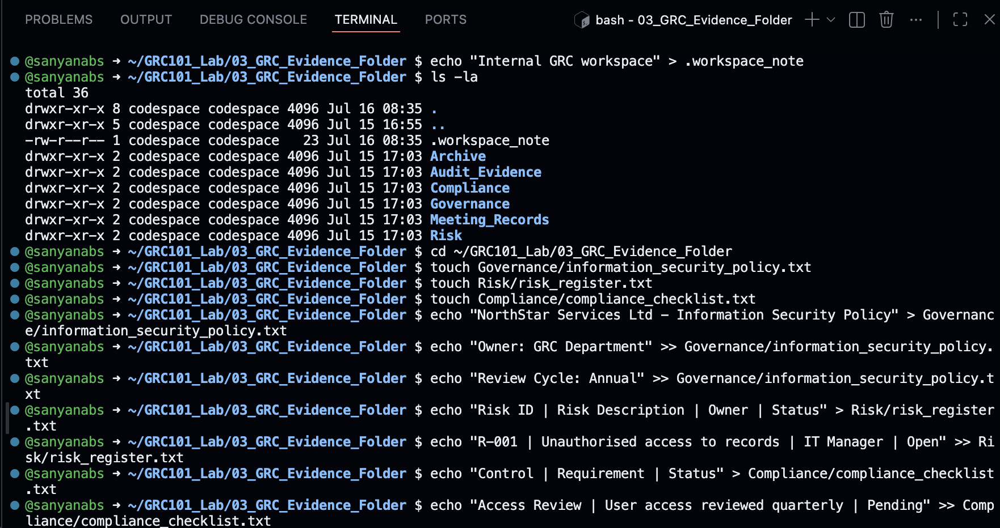 PROBLEMS OUTPUT DEBUG CONSOLE TERMINAL PORTS bash - 03_GRC_Evidence_Folder
@sanyanabs → ~/GRC101_Lab/03_GRC_Evidence_Folder $ echo "Internal GRC workspace" > .workspace_note
@sanyanabs → ~/GRC101_Lab/03_GRC_Evidence_Folder $ ls -la
total 36
drwxr-xr-x 8 codespace codespace 4096 Jul 16 08:35 .
drwxr-xr-x 5 codespace codespace 4096 Jul 15 16:55 ..
-rw-r--r-- 1 codespace codespace   23 Jul 16 08:35 .workspace_note
drwxr-xr-x 2 codespace codespace 4096 Jul 15 17:03 Archive
drwxr-xr-x 2 codespace codespace 4096 Jul 15 17:03 Audit_Evidence
drwxr-xr-x 2 codespace codespace 4096 Jul 15 17:03 Compliance
drwxr-xr-x 2 codespace codespace 4096 Jul 15 17:03 Governance
drwxr-xr-x 2 codespace codespace 4096 Jul 15 17:03 Meeting_Records
drwxr-xr-x 2 codespace codespace 4096 Jul 15 17:03 Risk
@sanyanabs → ~/GRC101_Lab/03_GRC_Evidence_Folder $ cd ~/GRC101_Lab/03_GRC_Evidence_Folder
@sanyanabs → ~/GRC101_Lab/03_GRC_Evidence_Folder $ touch Governance/information_security_policy.txt
@sanyanabs → ~/GRC101_Lab/03_GRC_Evidence_Folder $ touch Risk/risk_register.txt
@sanyanabs → ~/GRC101_Lab/03_GRC_Evidence_Folder $ touch Compliance/compliance_checklist.txt
@sanyanabs → ~/GRC101_Lab/03_GRC_Evidence_Folder $ echo "NorthStar Services Ltd - Information Security Policy" > Governanc
e/information_security_policy.txt
@sanyanabs → ~/GRC101_Lab/03_GRC_Evidence_Folder $ echo "Owner: GRC Department" >> Governance/information_security_policy.
txt
@sanyanabs → ~/GRC101_Lab/03_GRC_Evidence_Folder $ echo "Review Cycle: Annual" >> Governance/information_security_policy.t
xt
@sanyanabs → ~/GRC101_Lab/03_GRC_Evidence_Folder $ echo "Risk ID | Risk Description | Owner | Status" > Risk/risk_register
.txt
@sanyanabs → ~/GRC101_Lab/03_GRC_Evidence_Folder $ echo "R-001 | Unauthorised access to records | IT Manager | Open" >> Ri
sk/risk_register.txt
@sanyanabs → ~/GRC101_Lab/03_GRC_Evidence_Folder $ echo "Control | Requirement | Status" > Compliance/compliance_checklist
.txt
@sanyanabs → ~/GRC101_Lab/03_GRC_Evidence_Folder $ echo "Access Review | User access reviewed quarterly | Pending" >> Comp
liance/compliance_checklist.txt